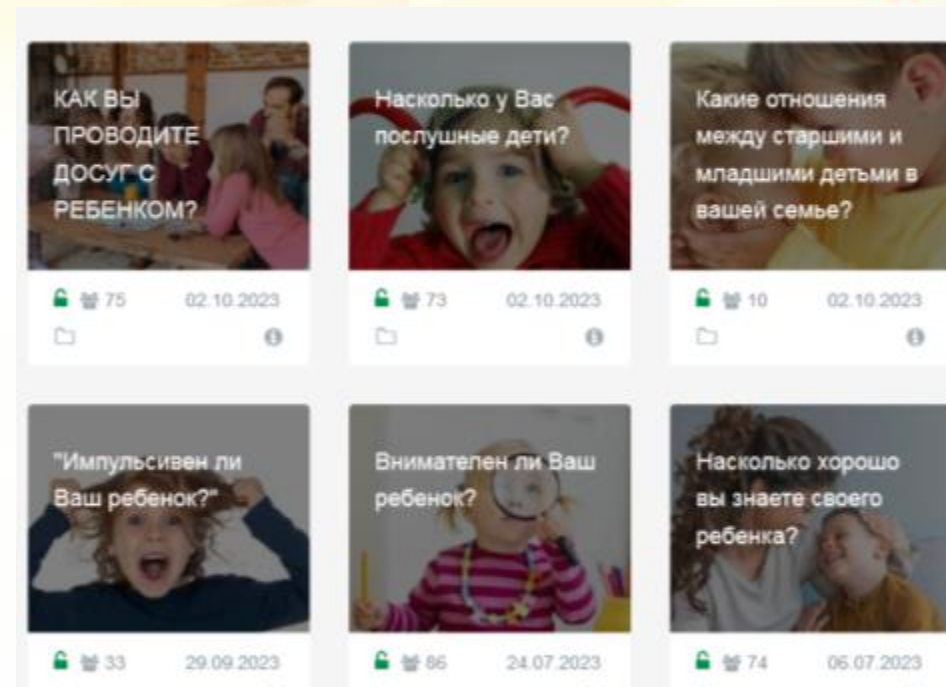 КАК ВЫ
ПРОВОДИТЕ
ДОСУГ С
РЕБЕНКОМ?
75 02.10.2023
Насколько у Вас
послушные дети?
73 02.10.2023
Какие отношения
между старшими и
младшими детьми в
вашей семье?
10 02.10.2023
"Импульсивен ли
Ваш ребенок?"
33 29.09.2023
Внимателен ли Ваш
ребенок?
86 24.07.2023
Насколько хорошо
вы знаете своего
ребенка?
74 06.07.2023